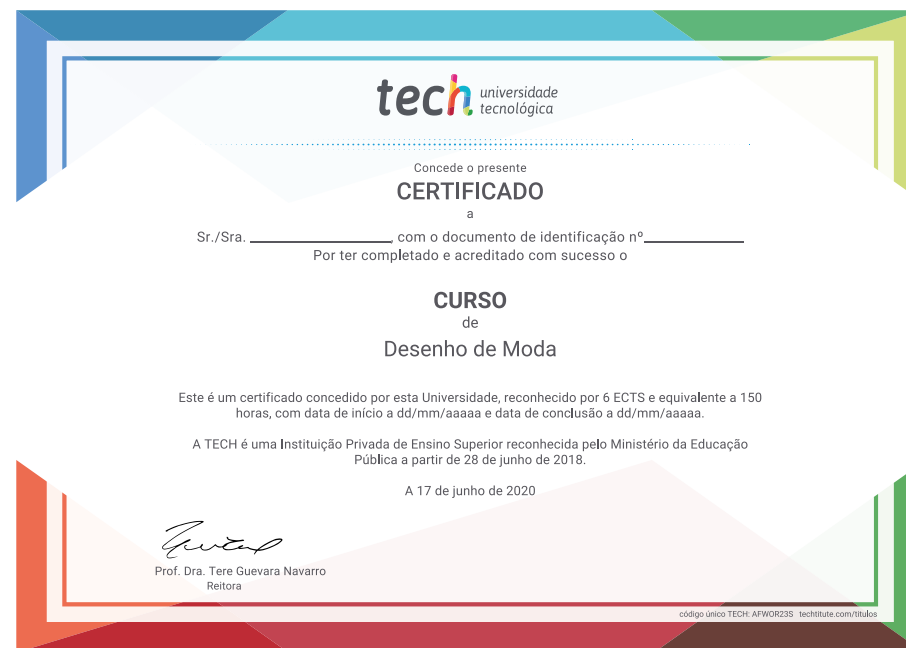 tech universidade
tecnológica
Concede o presente
CERTIFICADO
a
Sr./Sra. ____________, com o documento de identificação nº____________
Por ter completado e acreditado com sucesso o
CURSO
de
Desenho de Moda
Este é um certificado concedido por esta Universidade, reconhecido por 6 ECTS e equivalente a 150
horas, com data de início a dd/mm/aaaaa e data de conclusão a dd/mm/aaaaa.
A TECH é uma Instituição Privada de Ensino Superior reconhecida pelo Ministério da Educação
Pública a partir de 28 de junho de 2018.
A 17 de junho de 2020
Prof. Dra. Tere Guevara Navarro
Reitora
código único TECH: AFWOR23S techtitute.com/titulos